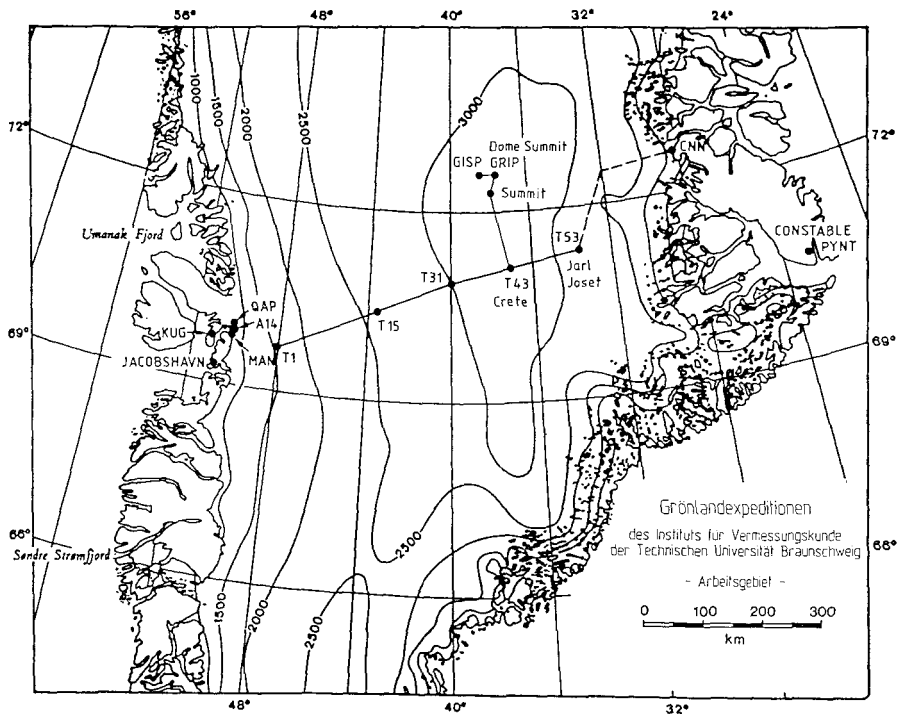 56° 48° 40° 32° 24°
1000
1500
2000
2500
3000
72°
72°
Dome Summit
GISP GRIP
CNN
Summit
Umanak Fjord
CONSTABLE
PYNT
T53
T31
T43
Jarl
Joset
Crete
QAP
T15
KUG
A14
69°
69°
JACOBSHAVN
MAN
T1
Grönlandexpeditionen
des Instituts für Vermessungskunde
der Technischen Universität Braunschweig
- Arbeitsgebiet -
68°
68°
2500
Søndre Strømfjord
1500
2000
2500
0 100 200 300
km
48° 40° 32°